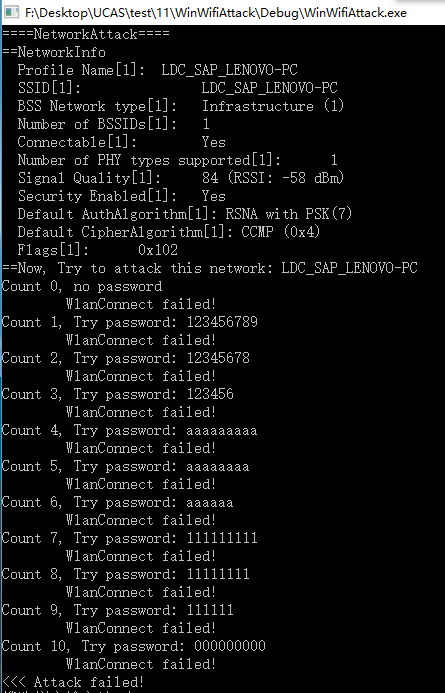 F:\Desktop\UCAS\test\11\WinWifiAttack\Debug\WinWifiAttack.exe
====NetworkAttack====
==NetworkInfo
Profile Name[1]: LDC_SAP_LENOVO-PC
SSID[1]: LDC_SAP_LENOVO-PC
BSS Network type[1]: Infrastructure (1)
Number of BSSIDs[1]: 1
Connectable[1]: Yes
Number of PHY types supported[1]: 1
Signal Quality[1]: 84 (RSSI: -58 dBm)
Security Enabled[1]: Yes
Default AuthAlgorithm[1]: RSNA with PSK(7)
Default CipherAlgorithm[1]: CCMP (0x4)
Flags[1]: 0x102
==Now, Try to attack this network: LDC_SAP_LENOVO-PC
Count 0, no password
WlanConnect failed!
Count 1, Try password: 123456789
WlanConnect failed!
Count 2, Try password: 12345678
WlanConnect failed!
Count 3, Try password: 123456
WlanConnect failed!
Count 4, Try password: aaaaaaaaa
WlanConnect failed!
Count 5, Try password: aaaaaaaa
WlanConnect failed!
Count 6, Try password: aaaaaa
WlanConnect failed!
Count 7, Try password: 111111111
WlanConnect failed!
Count 8, Try password: 11111111
WlanConnect failed!
Count 9, Try password: 111111
WlanConnect failed!
Count 10, Try password: 000000000
WlanConnect failed!
<<< Attack failed!